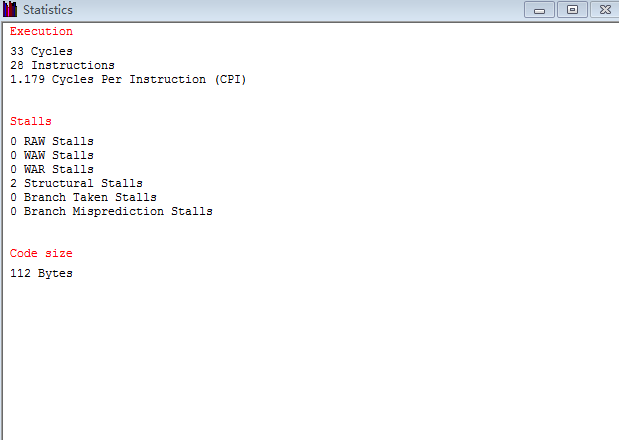 Statistics
Execution
33 Cycles
28 Instructions
1.179 Cycles Per Instruction (CPI)
Stalls
0 RAW Stalls
0 WAW Stalls
0 WAR Stalls
2 Structural Stalls
0 Branch Taken Stalls
0 Branch Misprediction Stalls
Code size
112 Bytes